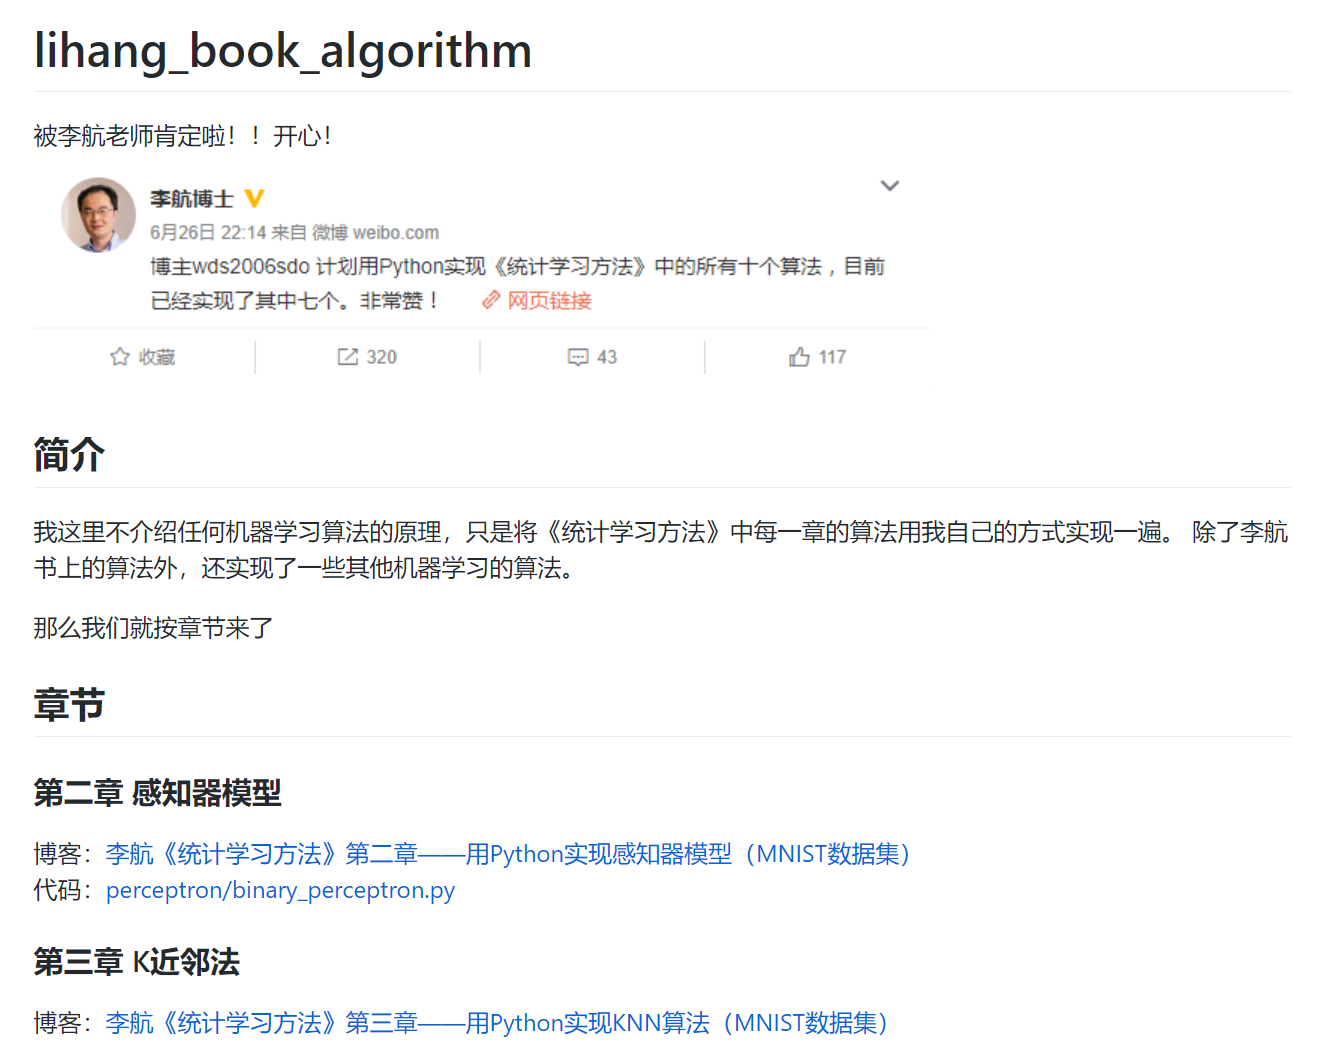 lihang_book_algorithm
被李航老师肯定啦！！开心！
李航博士 V
6月26日 22:14 来自 微博 weibo.com
博主wds2006sdo 计划用Python实现《统计学习方法》中的所有十个算法，目前
已经实现了其中七个。非常赞！ 网页链接
收藏 320 43 117
简介
我这里不介绍任何机器学习算法的原理，只是将《统计学习方法》中每一章的算法用我自己的方式实现一遍。 除了李航
书上的算法外，还实现了一些其他机器学习的算法。
那么我们就按章节来了
章节
第二章 感知器模型
博客：李航《统计学习方法》第二章——用Python实现感知器模型（MNIST数据集）
代码：perceptron/binary_perceptron.py
第三章 K近邻法
博客：李航《统计学习方法》第三章——用Python实现KNN算法（MNIST数据集）